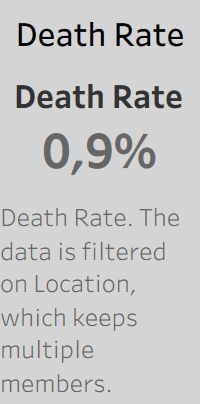 Death Rate
Death Rate
0,9%
Death Rate. The
data is filtered
on Location,
which keeps
multiple
members.